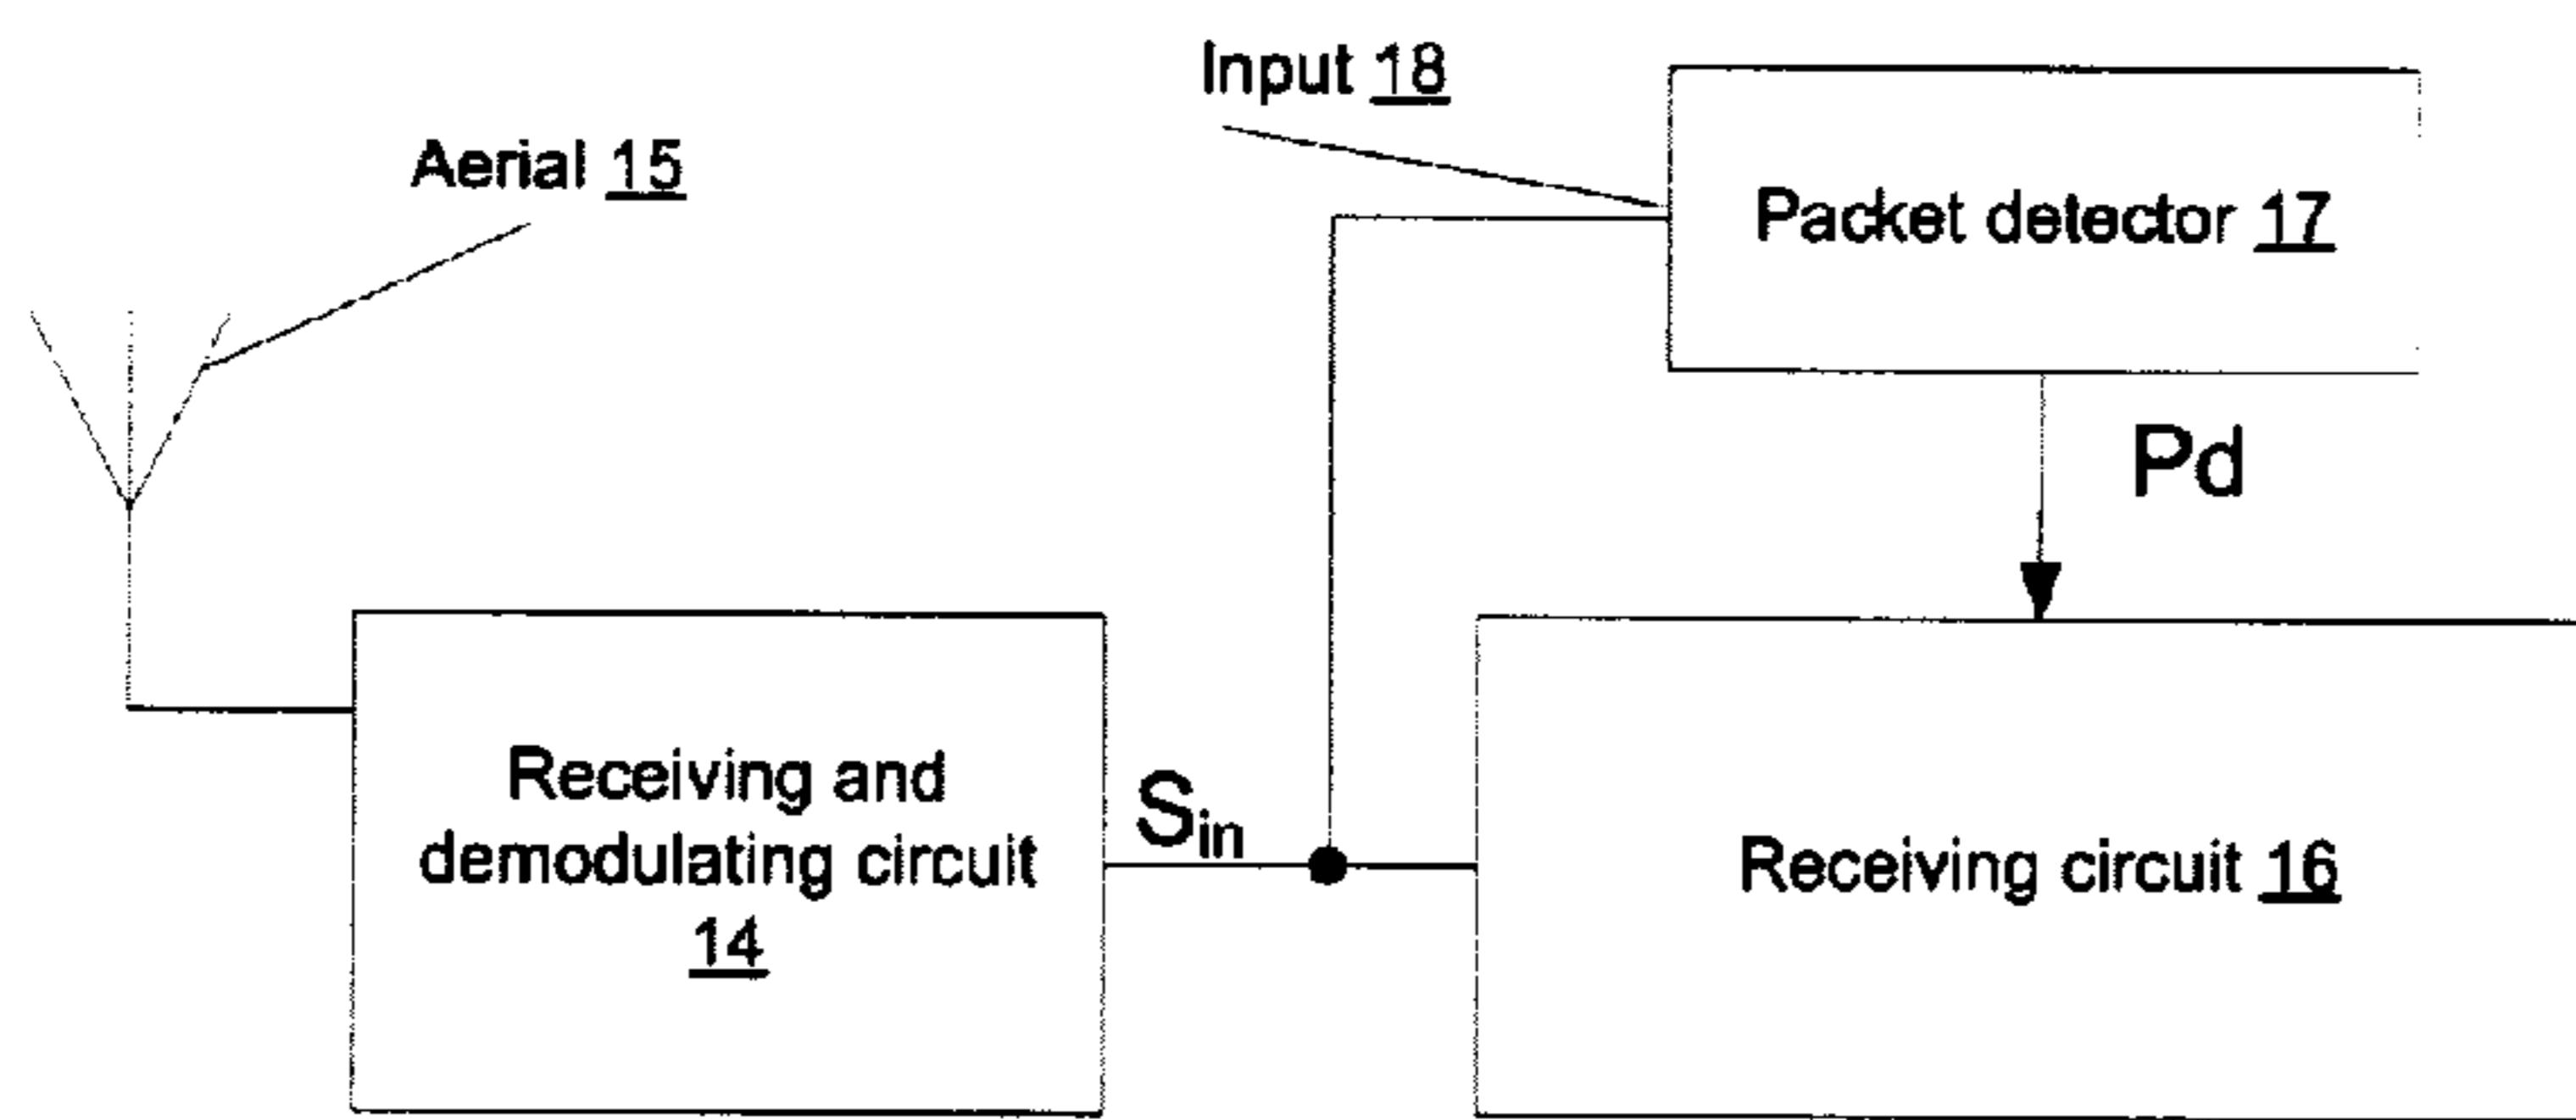 Input 18
Aerial 15
Packet detector 17
Pd
Receiving and
demodulating circuit
14
Sin
Receiving circuit 16